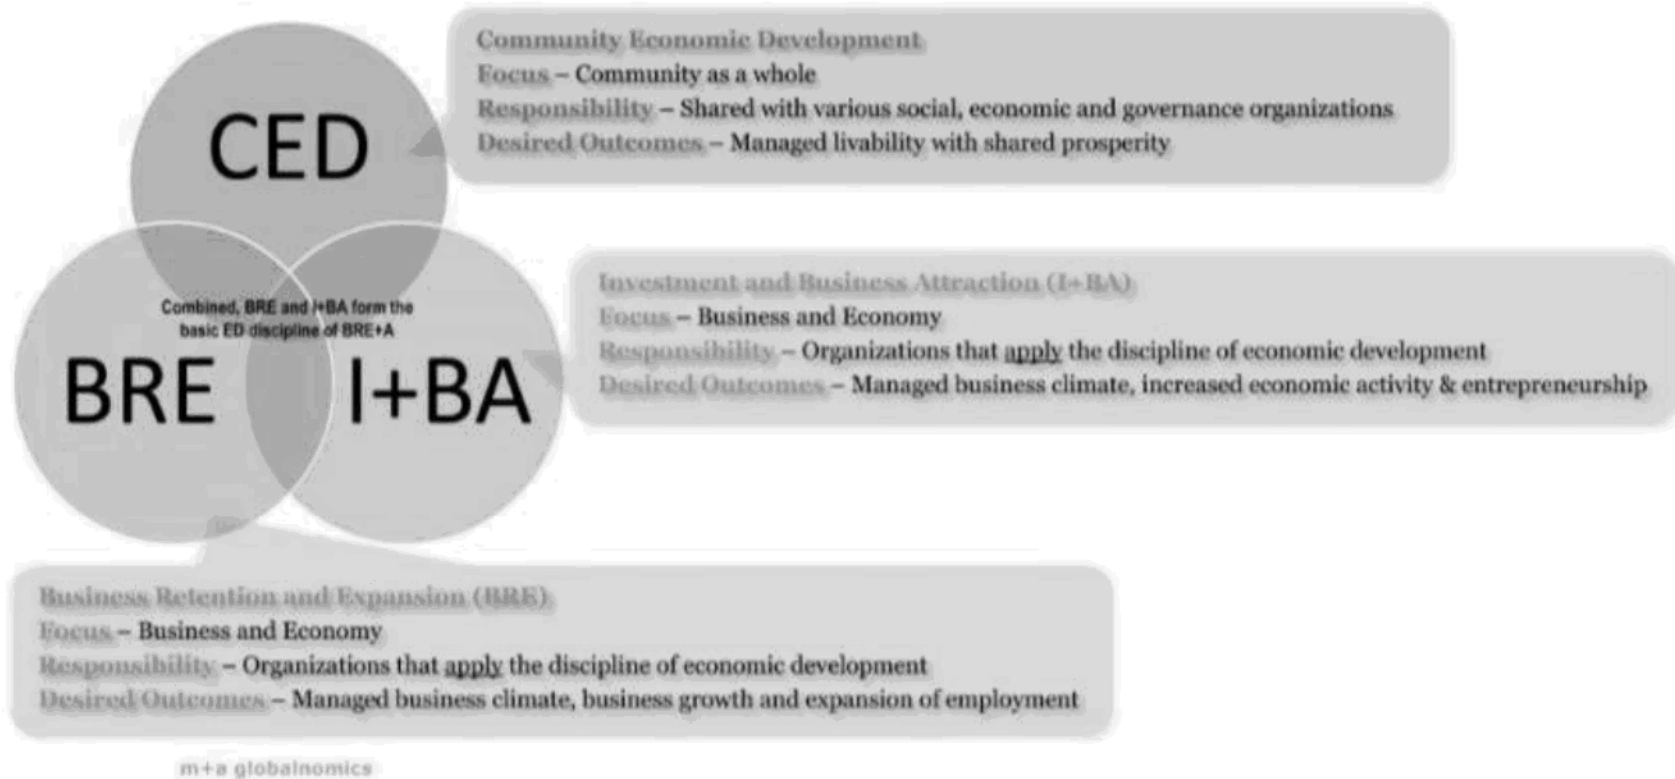 CED
Community Economic Development
Focus – Community as a whole
Responsibility – Shared with various social, economic and governance organizations
Desired Outcomes – Managed livability with shared prosperity
Combined, BRE and I+BA form the
basic ED discipline of BRE+A
BRE
I+BA
Investment and Business Attraction (I+BA)
Focus – Business and Economy
Responsibility – Organizations that apply the discipline of economic development
Desired Outcomes – Managed business climate, increased economic activity & entrepreneurship
Business Retention and Expansion (BRE)
Focus – Business and Economy
Responsibility – Organizations that apply the discipline of economic development
Desired Outcomes – Managed business climate, business growth and expansion of employment
m+a globalnomics